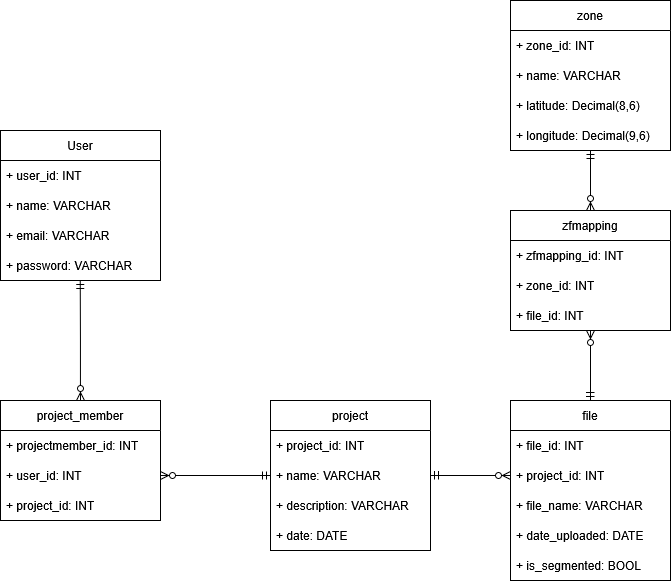 zone
+ zone_id: INT
+ name: VARCHAR
+ latitude: Decimal(8,6)
+ longitude: Decimal(9,6)
User
+ user_id: INT
+ name: VARCHAR
+ email: VARCHAR
+ password: VARCHAR
zfmapping
+ zfmapping_id: INT
+ zone_id: INT
+ file_id: INT
project_member
+ projectmember_id: INT
+ user_id: INT
+ project_id: INT
project
+ project_id: INT
+ name: VARCHAR
+ description: VARCHAR
+ date: DATE
file
+ file_id: INT
+ project_id: INT
+ file_name: VARCHAR
+ date_uploaded: DATE
+ is_segmented: BOOL